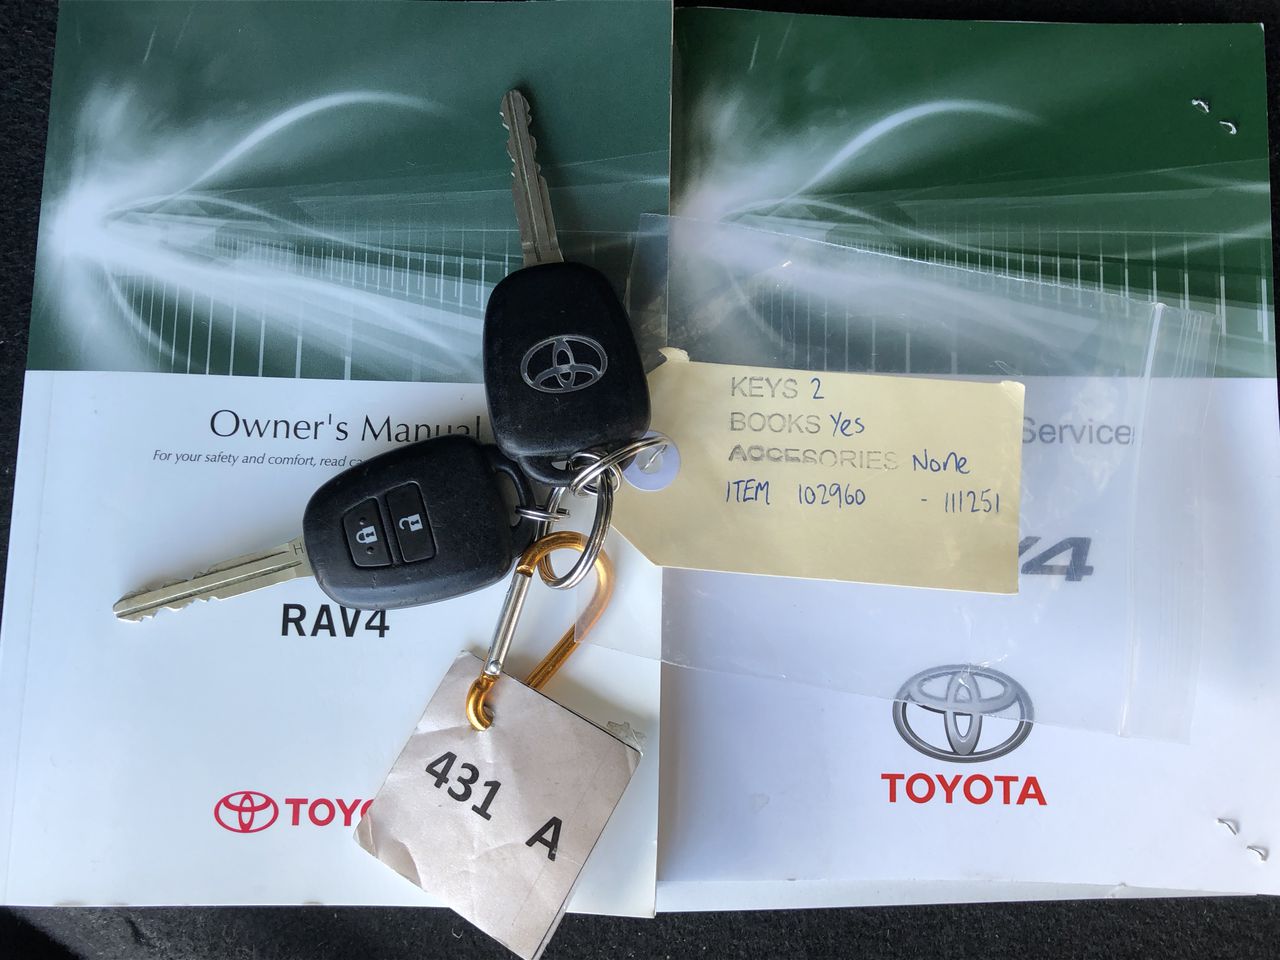 Owner's Manual
For your safety and comfort, read
RAV4
TOYO
KEYS 2
BOOKS Yes
ACCESORIES None
ITEM 102960 - 111251
Service
V4
TOYOTA
431 A
H